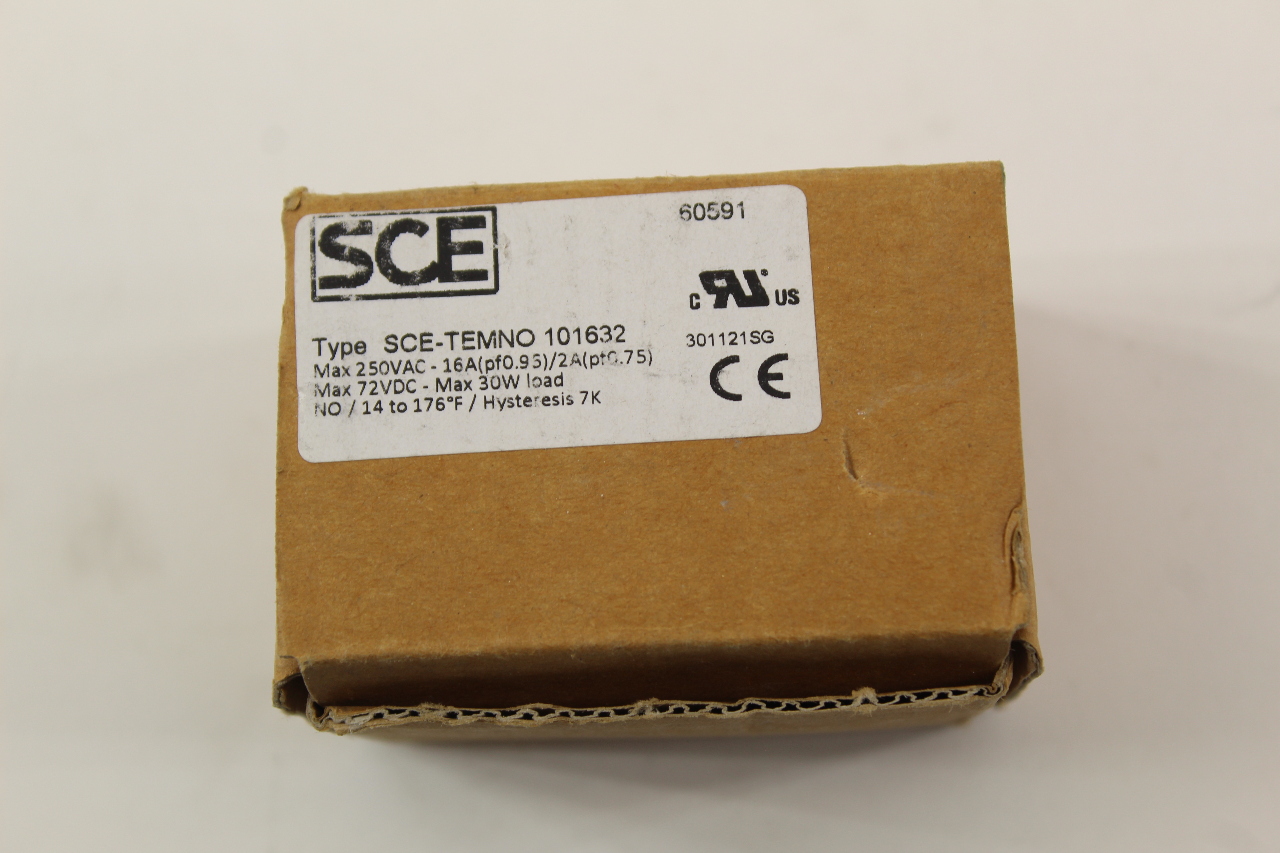 SCE
60591
c RU US
Type SCE-TEMNO 101632
301121SG
Max 250VAC - 16A(pf0.95)/2A(pf0.75)
Max 72VDC - Max 30W load
NO / 14 to 176°F / Hysteresis 7K
CE